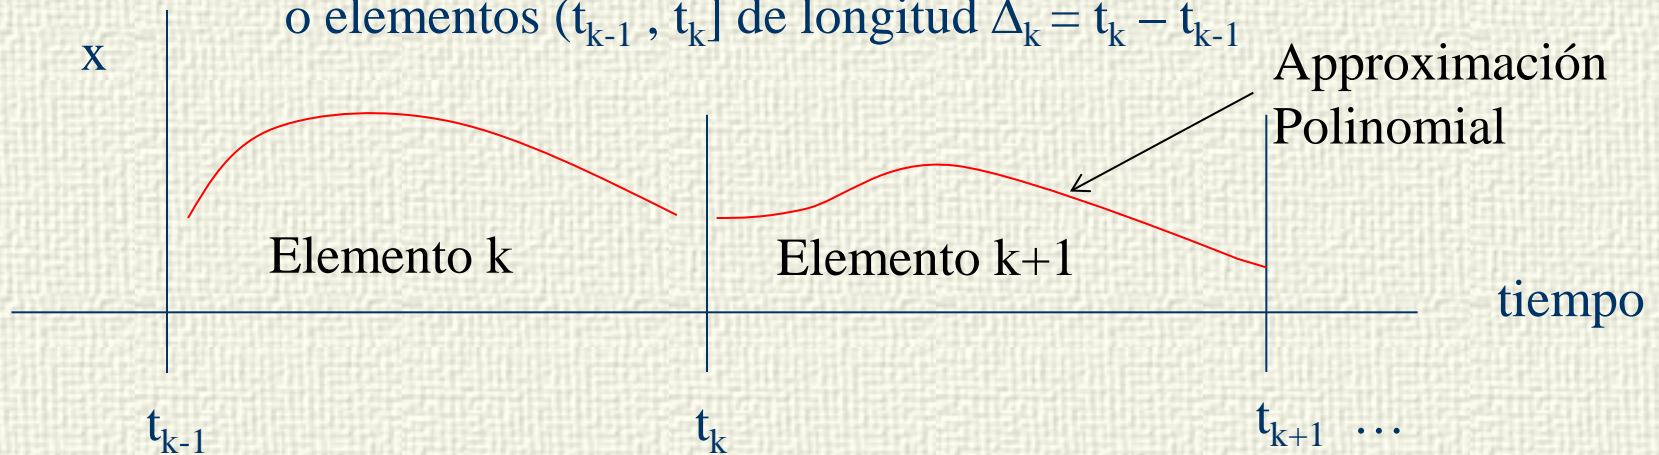 o elementos (tk-1 , tk] de longitud Δk = tk – tk-1
x
Approximación
Polinomial
Elemento k
Elemento k+1
tiempo
tk-1
tk
tk+1 …